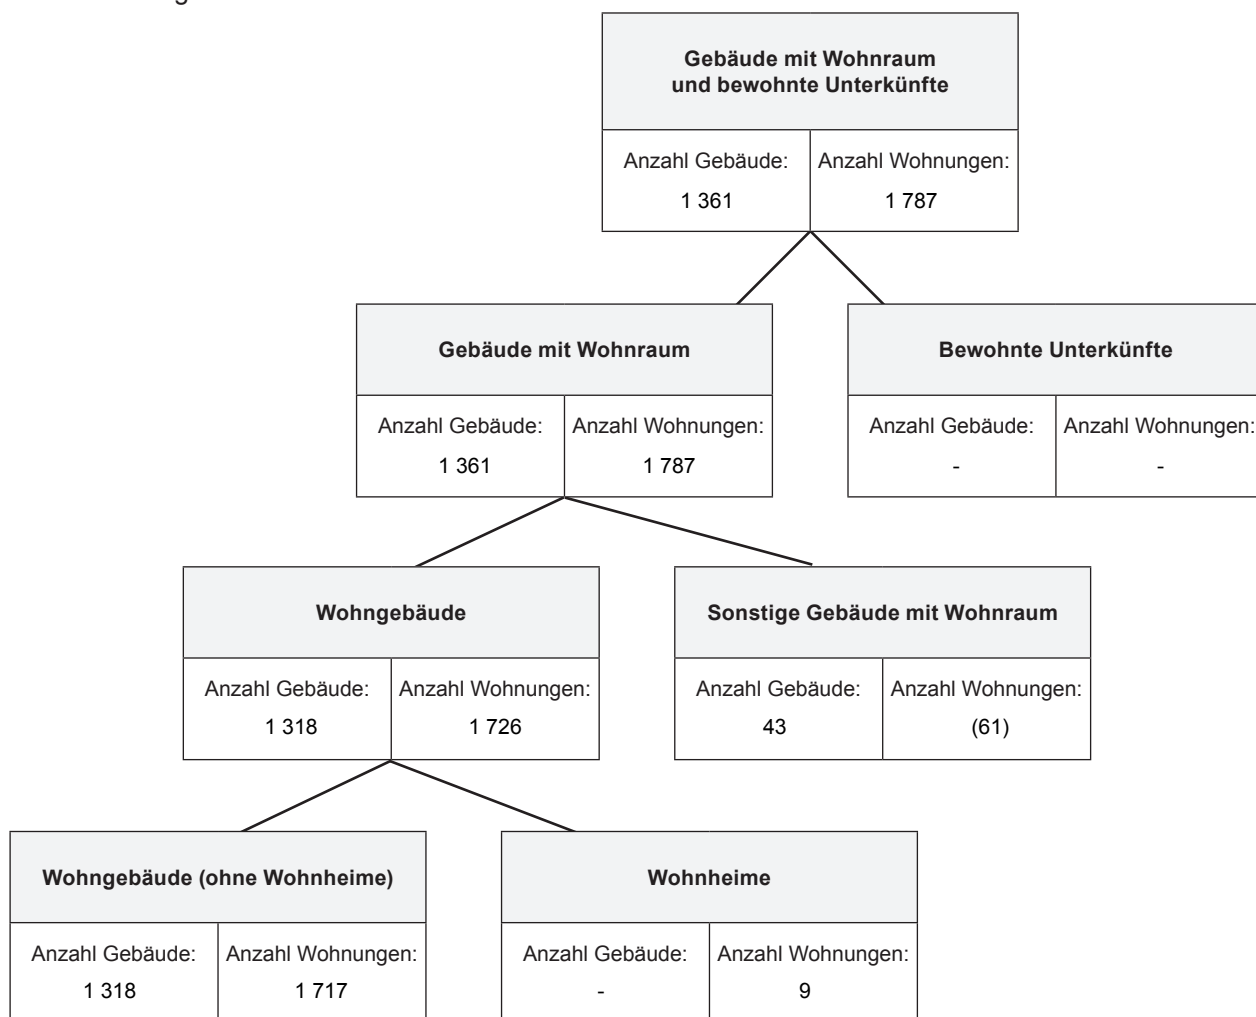 Gebäude mit Wohnraum
und bewohnte Unterkünfte
Anzahl Gebäude: Anzahl Wohnungen:
1 361 1 787
Gebäude mit Wohnraum Bewohnte Unterkünfte
Anzahl Gebäude: Anzahl Wohnungen: Anzahl Gebäude: Anzahl Wohnungen:
1 361 1 787 - -
Wohngebäude Sonstige Gebäude mit Wohnraum
Anzahl Gebäude: Anzahl Wohnungen: Anzahl Gebäude: Anzahl Wohnungen:
1 318 1 726 43 (61)
Wohngebäude (ohne Wohnheime) Wohnheime
Anzahl Gebäude: Anzahl Wohnungen: Anzahl Gebäude: Anzahl Wohnungen:
1 318 1 717 - 9